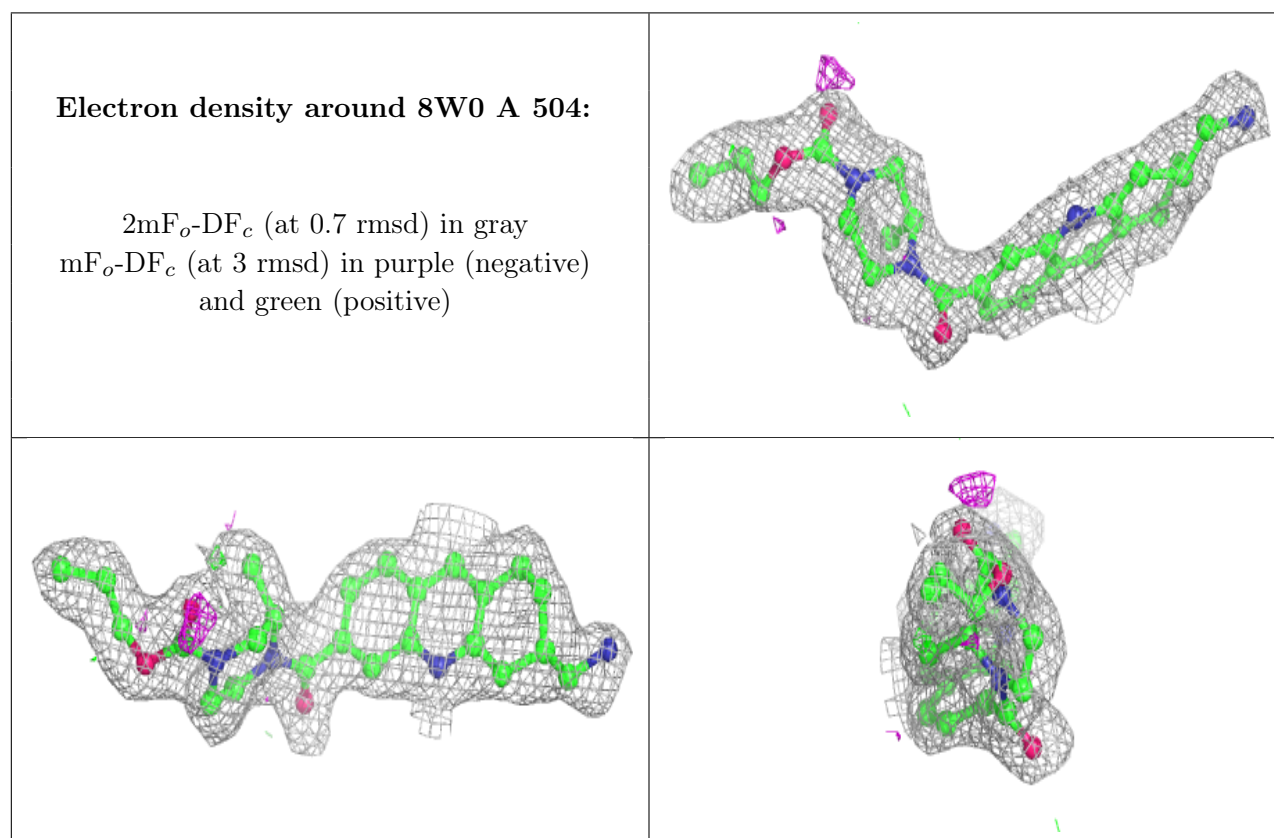 Electron density around 8W0 A 504:
2mFo-DFc (at 0.7 rmsd) in gray
mFo-DFc (at 3 rmsd) in purple (negative)
and green (positive)